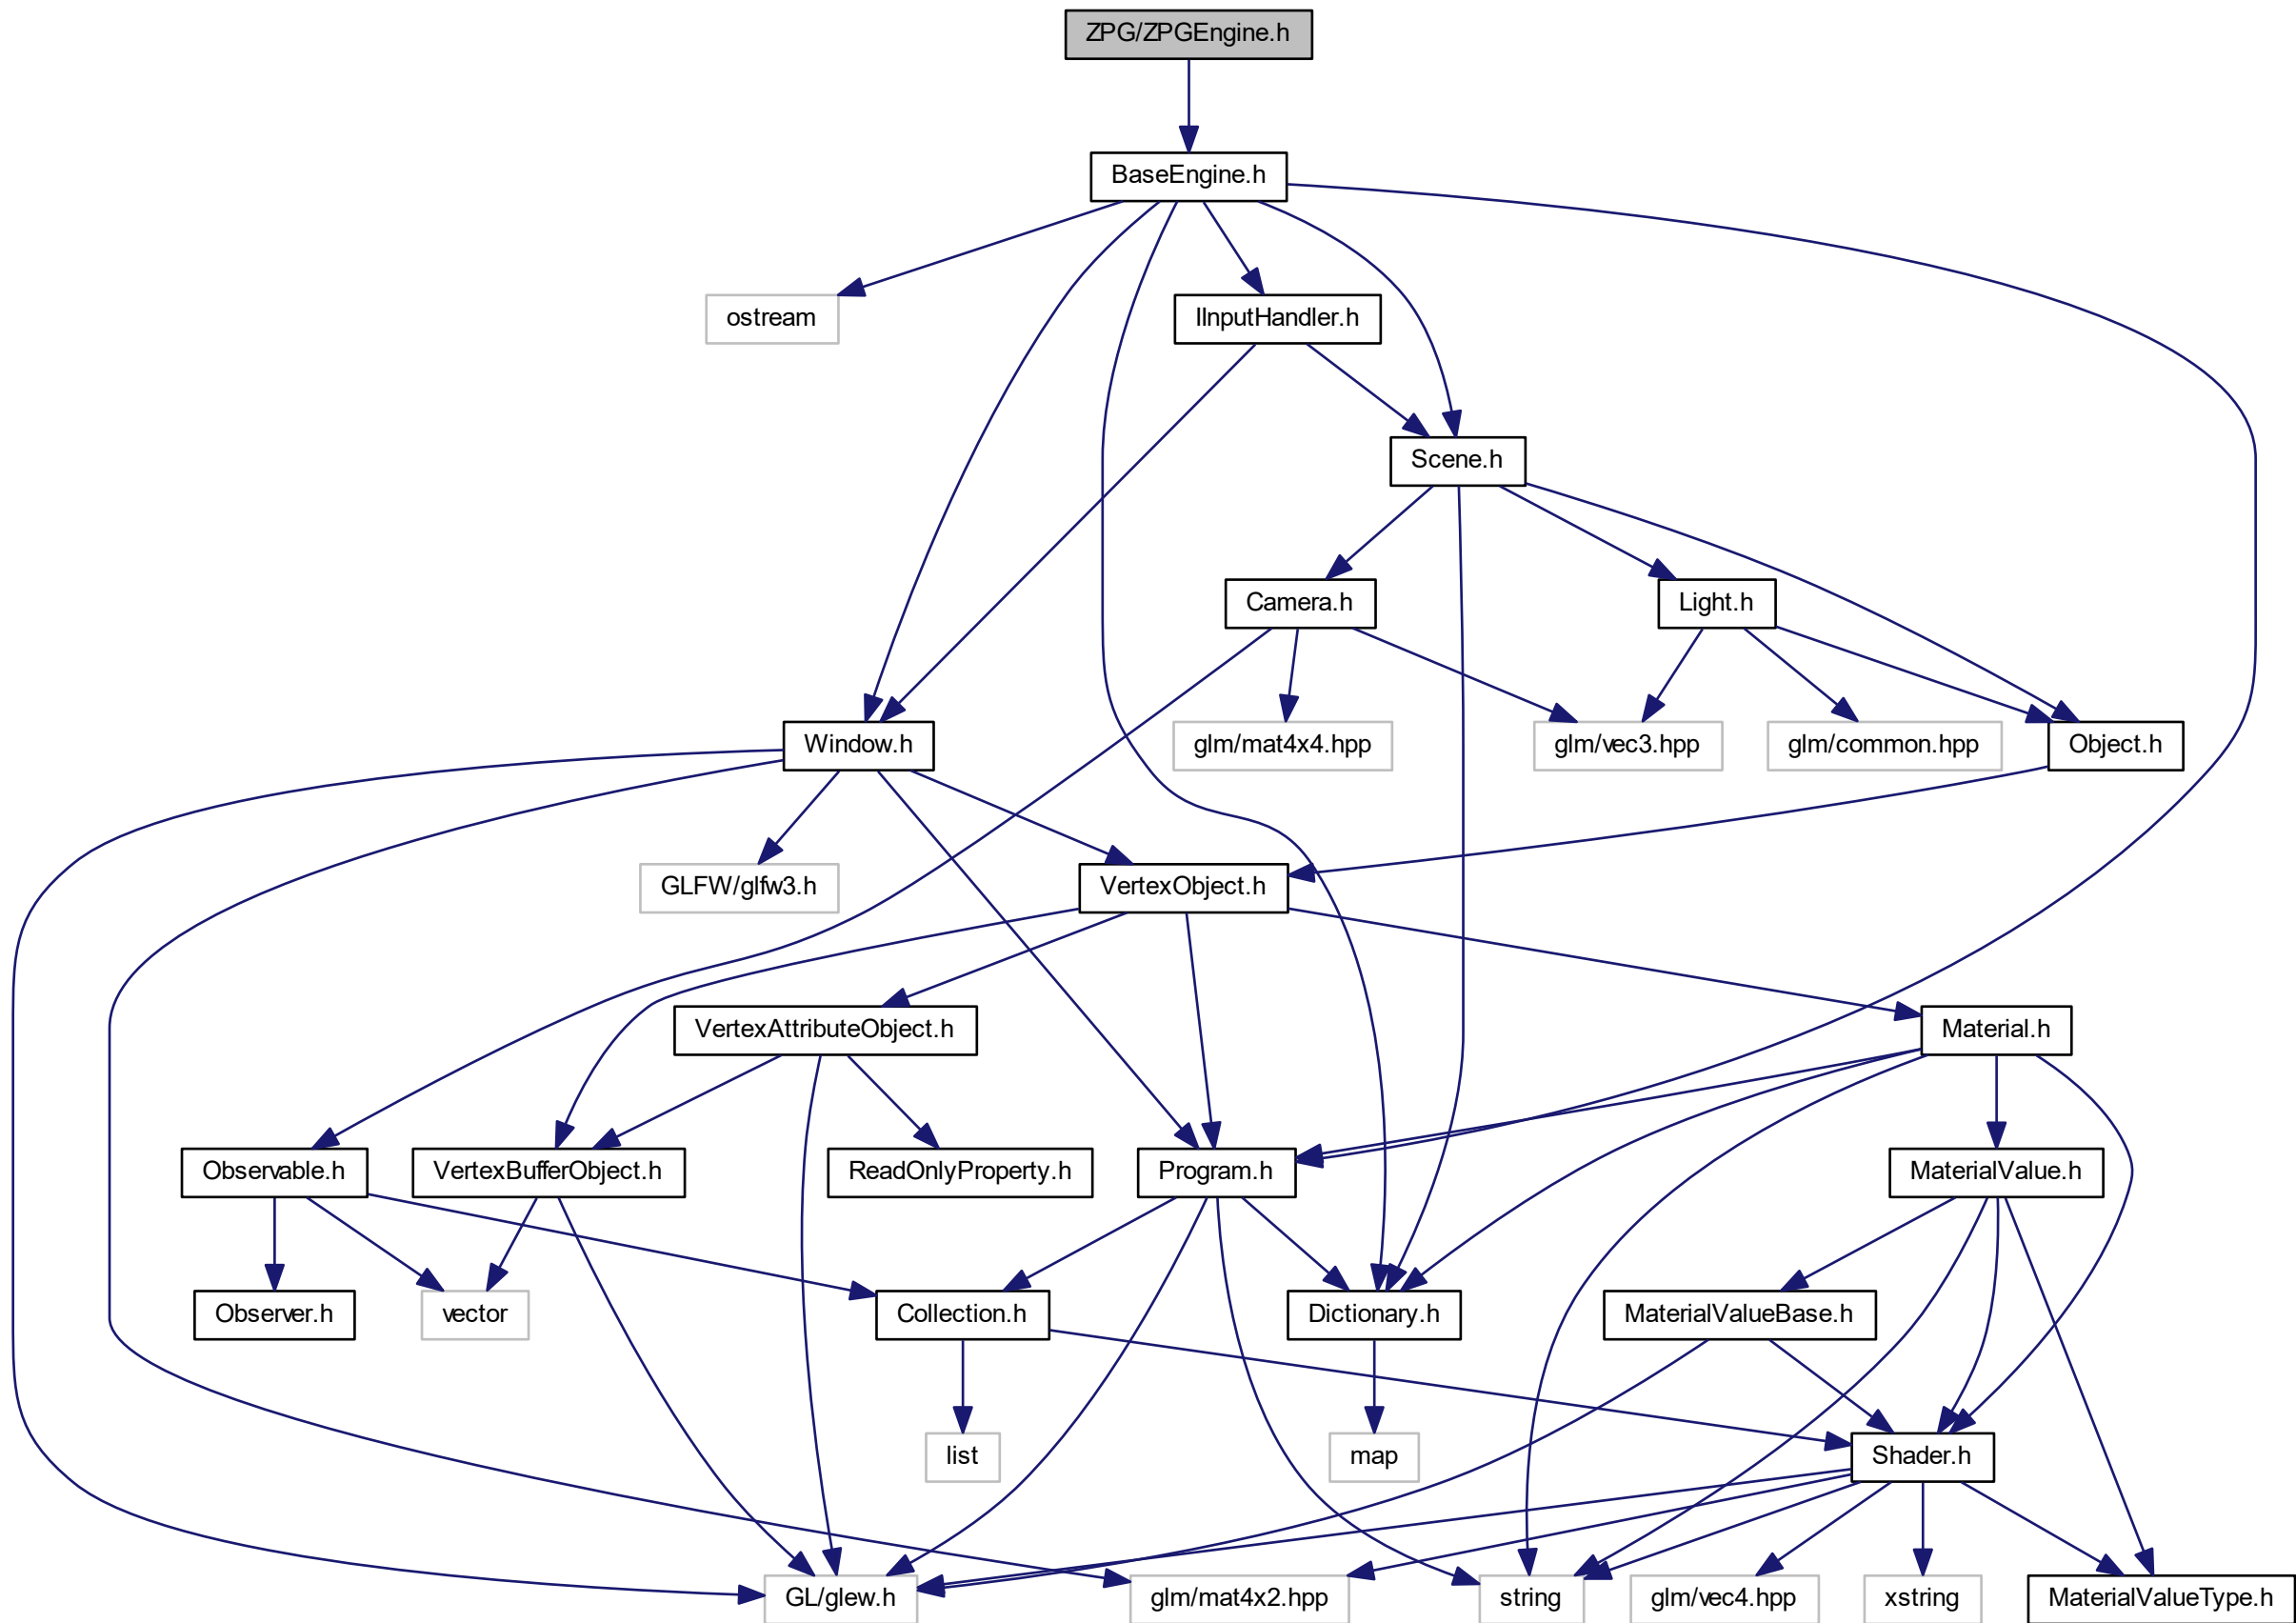 ZPG/ZPGEngine.h
BaseEngine.h
ostream
IInputHandler.h
Scene.h
Camera.h
Light.h
Window.h
glm/mat4x4.hpp
glm/vec3.hpp
glm/common.hpp
Object.h
GLFW/glfw3.h
VertexObject.h
VertexAttributeObject.h
Material.h
Observable.h
VertexBufferObject.h
ReadOnlyProperty.h
Program.h
MaterialValue.h
Observer.h
vector
Collection.h
Dictionary.h
MaterialValueBase.h
list
map
Shader.h
GL/glew.h
glm/mat4x2.hpp
string
glm/vec4.hpp
xstring
MaterialValueType.h